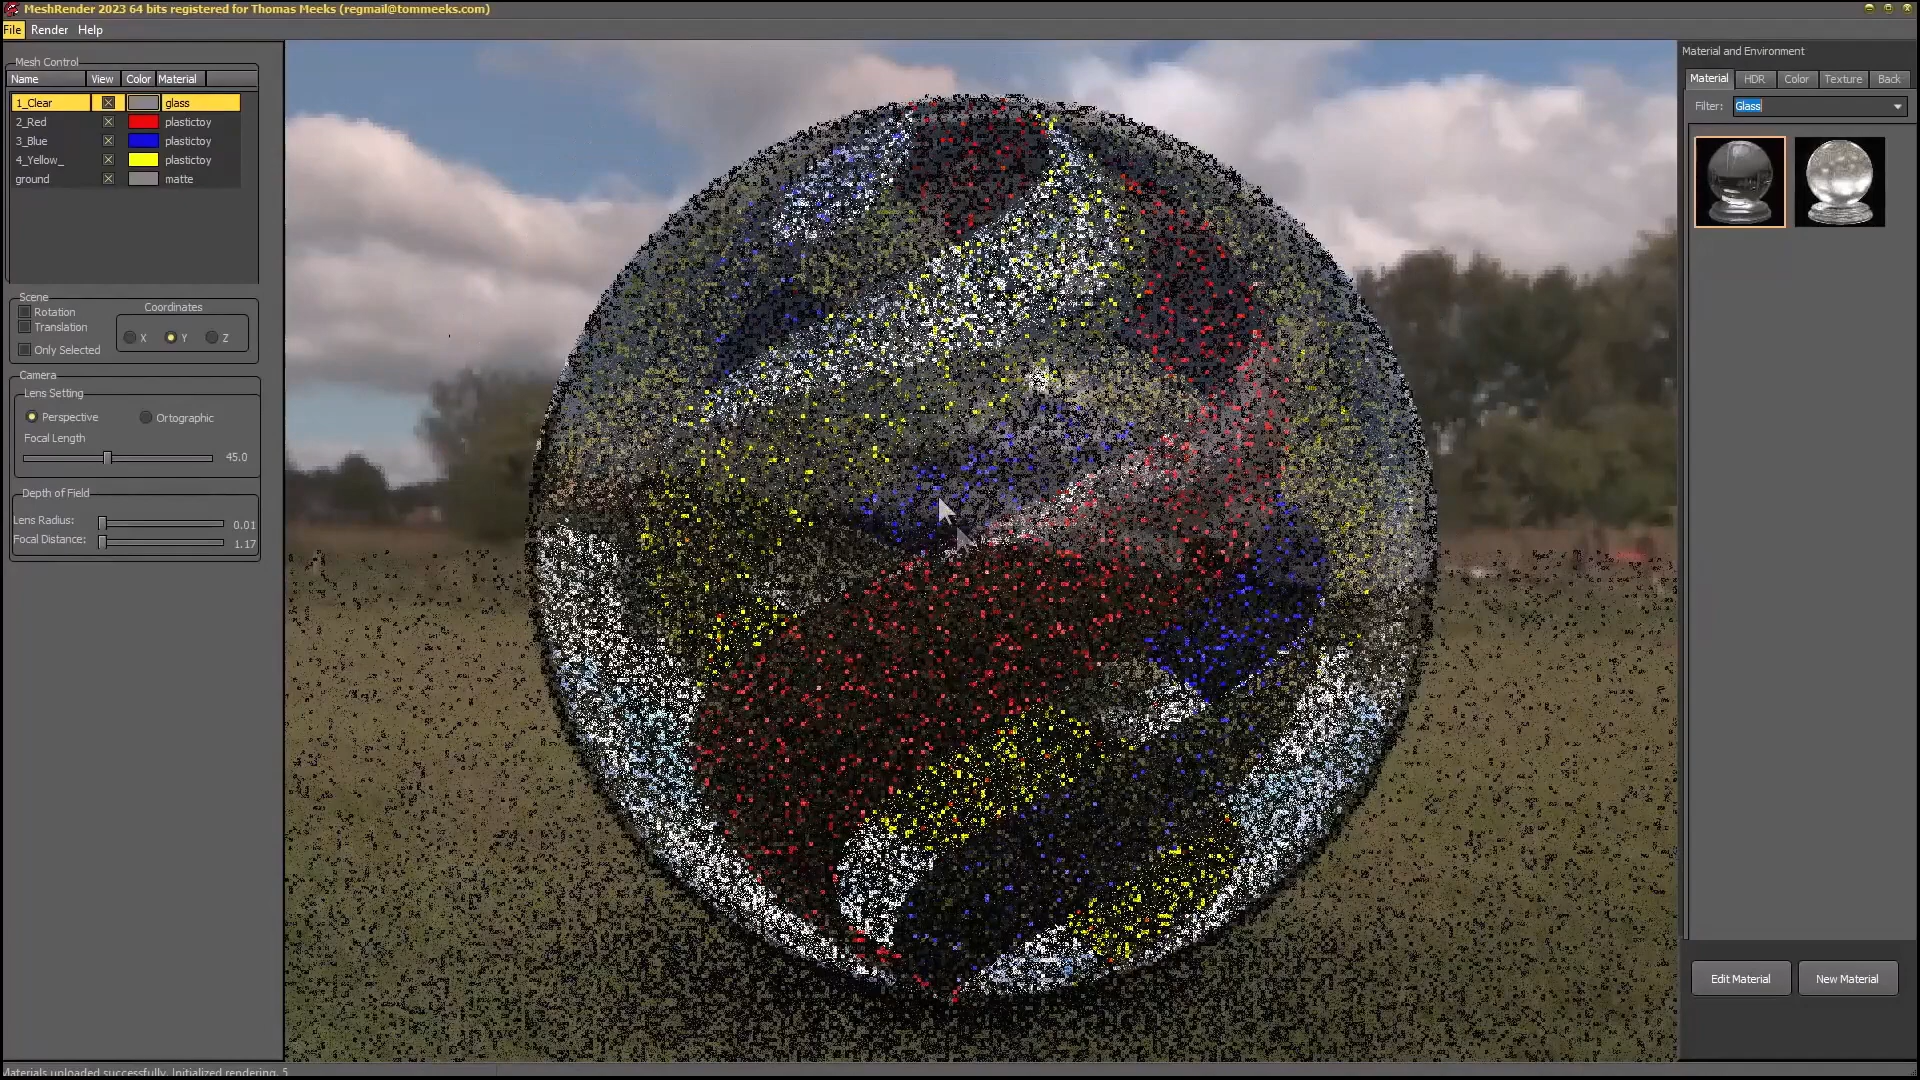 MeshRender 2023 64 bits registered for Thomas Meeks (regmail@tommeeks.com)
File Render Help
Mesh Control
Name View Color Material
1_Clear glass
2_Red plastictoy
3_Blue plastictoy
4_Yellow_ plastictoy
ground matte
Scene
Rotation
Translation
Only Selected
Coordinates
X Y Z
Camera
Lens Setting
Perspective Ortographic
Focal Length
45.0
Depth of Field
Lens Radius: 0.01
Focal Distance: 1.17
Material and Environment
Material HDR Color Texture Back
Filter: Glass
Edit Material New Material
Materials uploaded successfully. Initialized rendering. 5